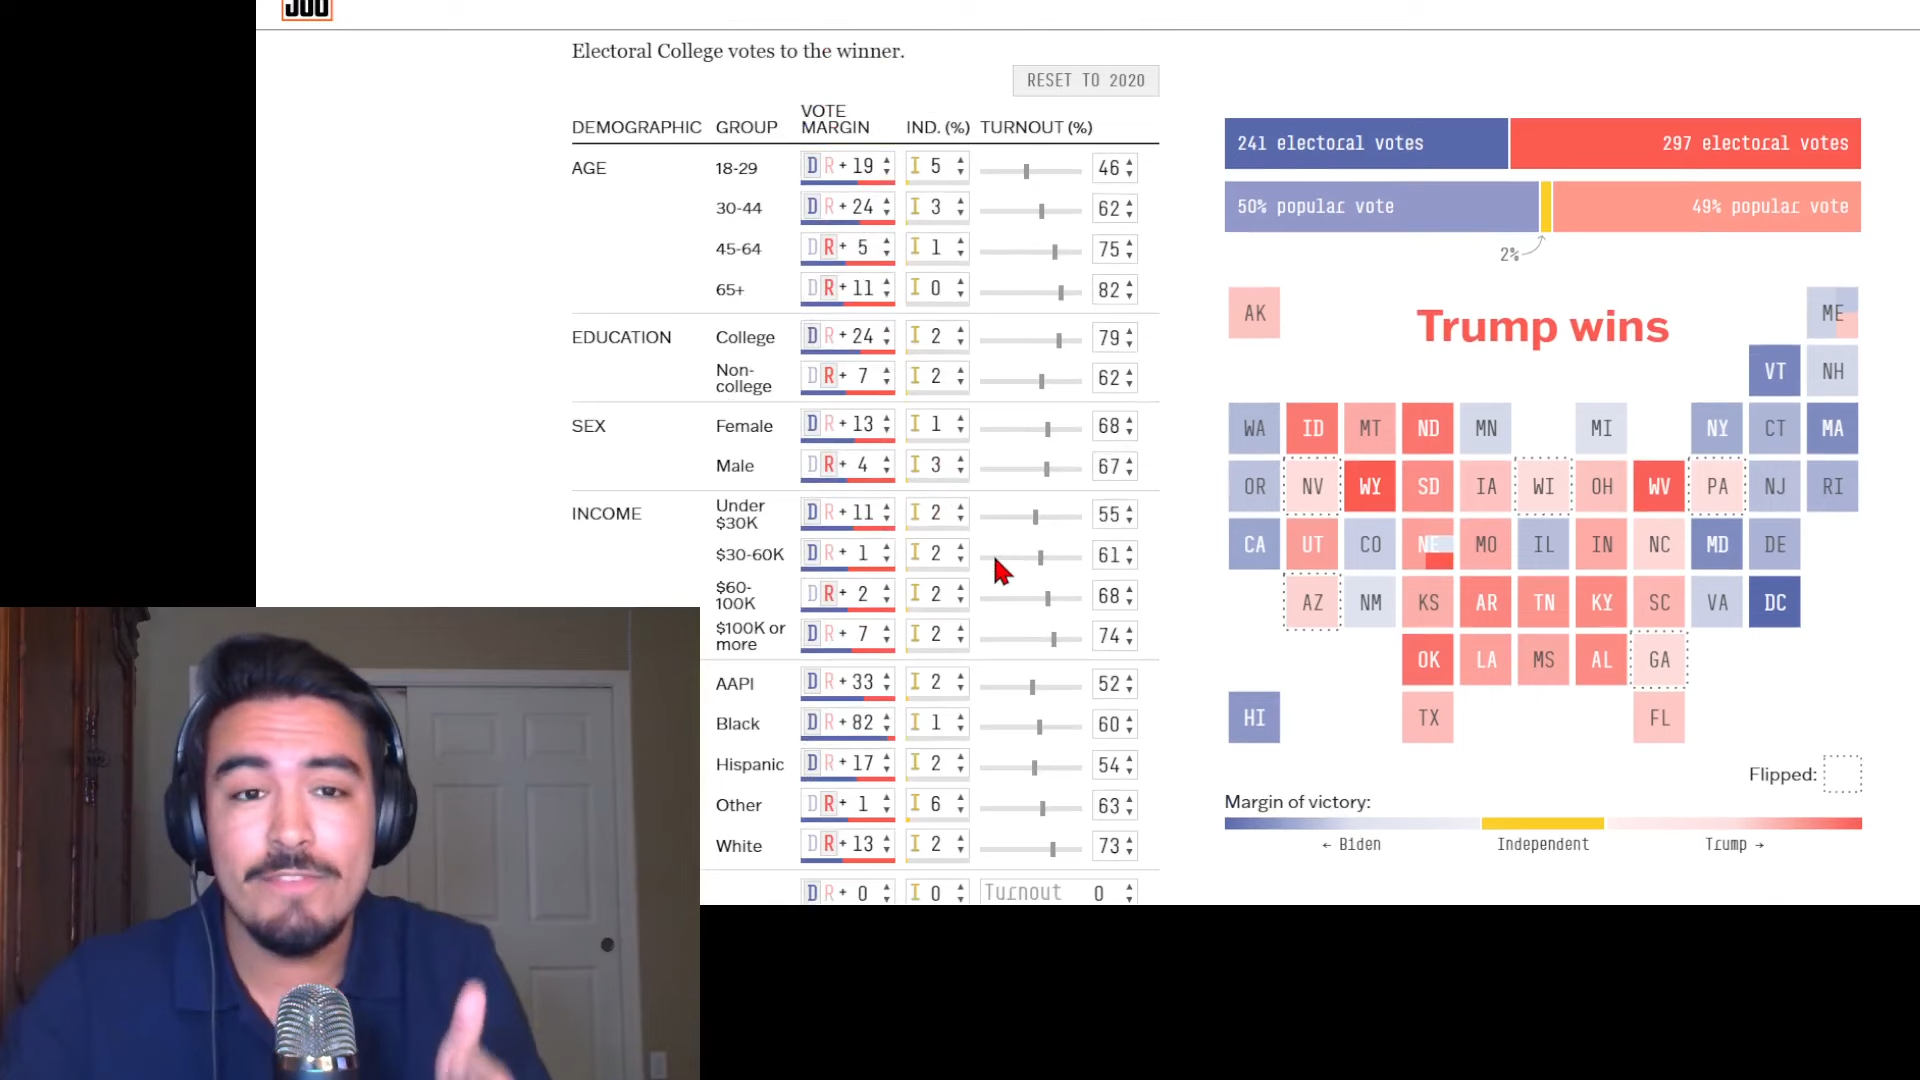 Electoral College votes to the winner.
RESET TO 2020
DEMOGRAPHIC GROUP VOTE MARGIN IND. (%) TURNOUT (%)
AGE 18-29 D R + 19 I 5 46
30-44 D R + 24 I 3 62
45-64 D R + 5 I 1 75
65+ D R + 11 I 0 82
EDUCATION College D R + 24 I 2 79
Non-college D R + 7 I 2 62
SEX Female D R + 13 I 1 68
Male D R + 4 I 3 67
INCOME Under $30K D R + 11 I 2 55
$30-60K D R + 1 I 2 61
$60-100K D R + 2 I 2 68
$100K or more D R + 7 I 2 74
AAPI D R + 33 I 2 52
Black D R + 82 I 1 60
Hispanic D R + 17 I 2 54
Other D R + 1 I 6 63
White D R + 13 I 2 73
D R + 0 I 0 Turnout 0
241 electoral votes 297 electoral votes
50% popular vote 49% popular vote
2%
Trump wins
AK ME
VT NH
WA ID MT ND MN MI NY CT MA
OR NV WY SD IA WI OH WV PA NJ RI
CA UT CO NE MO IL IN NC MD DE
AZ NM KS AR TN KY SC VA DC
OK LA MS AL GA
HI TX FL
Flipped:
Margin of victory:
← Biden Independent Trump →